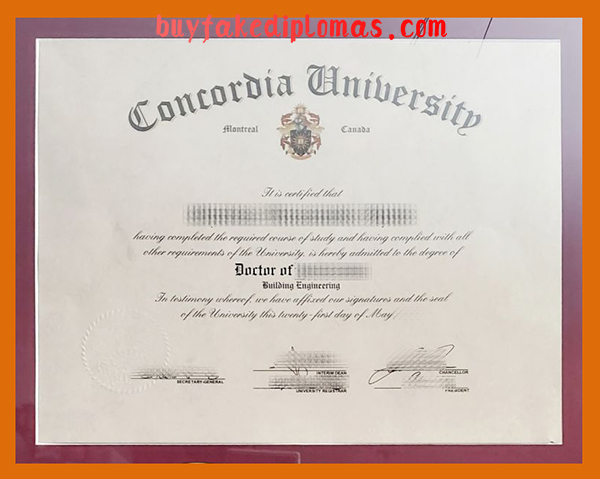 buyfakediplomas.com
Concordia University
Montreal Canada
It is certified that
having completed the required course of study and having complied with all
other requirements of the University, is hereby admitted to the degree of
Doctor of
Building Engineering
In testimony whereof, we have affixed our signatures and the seal
of the University this twenty-first day of May
SECRETARY-GENERAL
INTERIM DEAN
UNIVERSITY REGISTRAR
CHANCELLOR
PRESIDENT